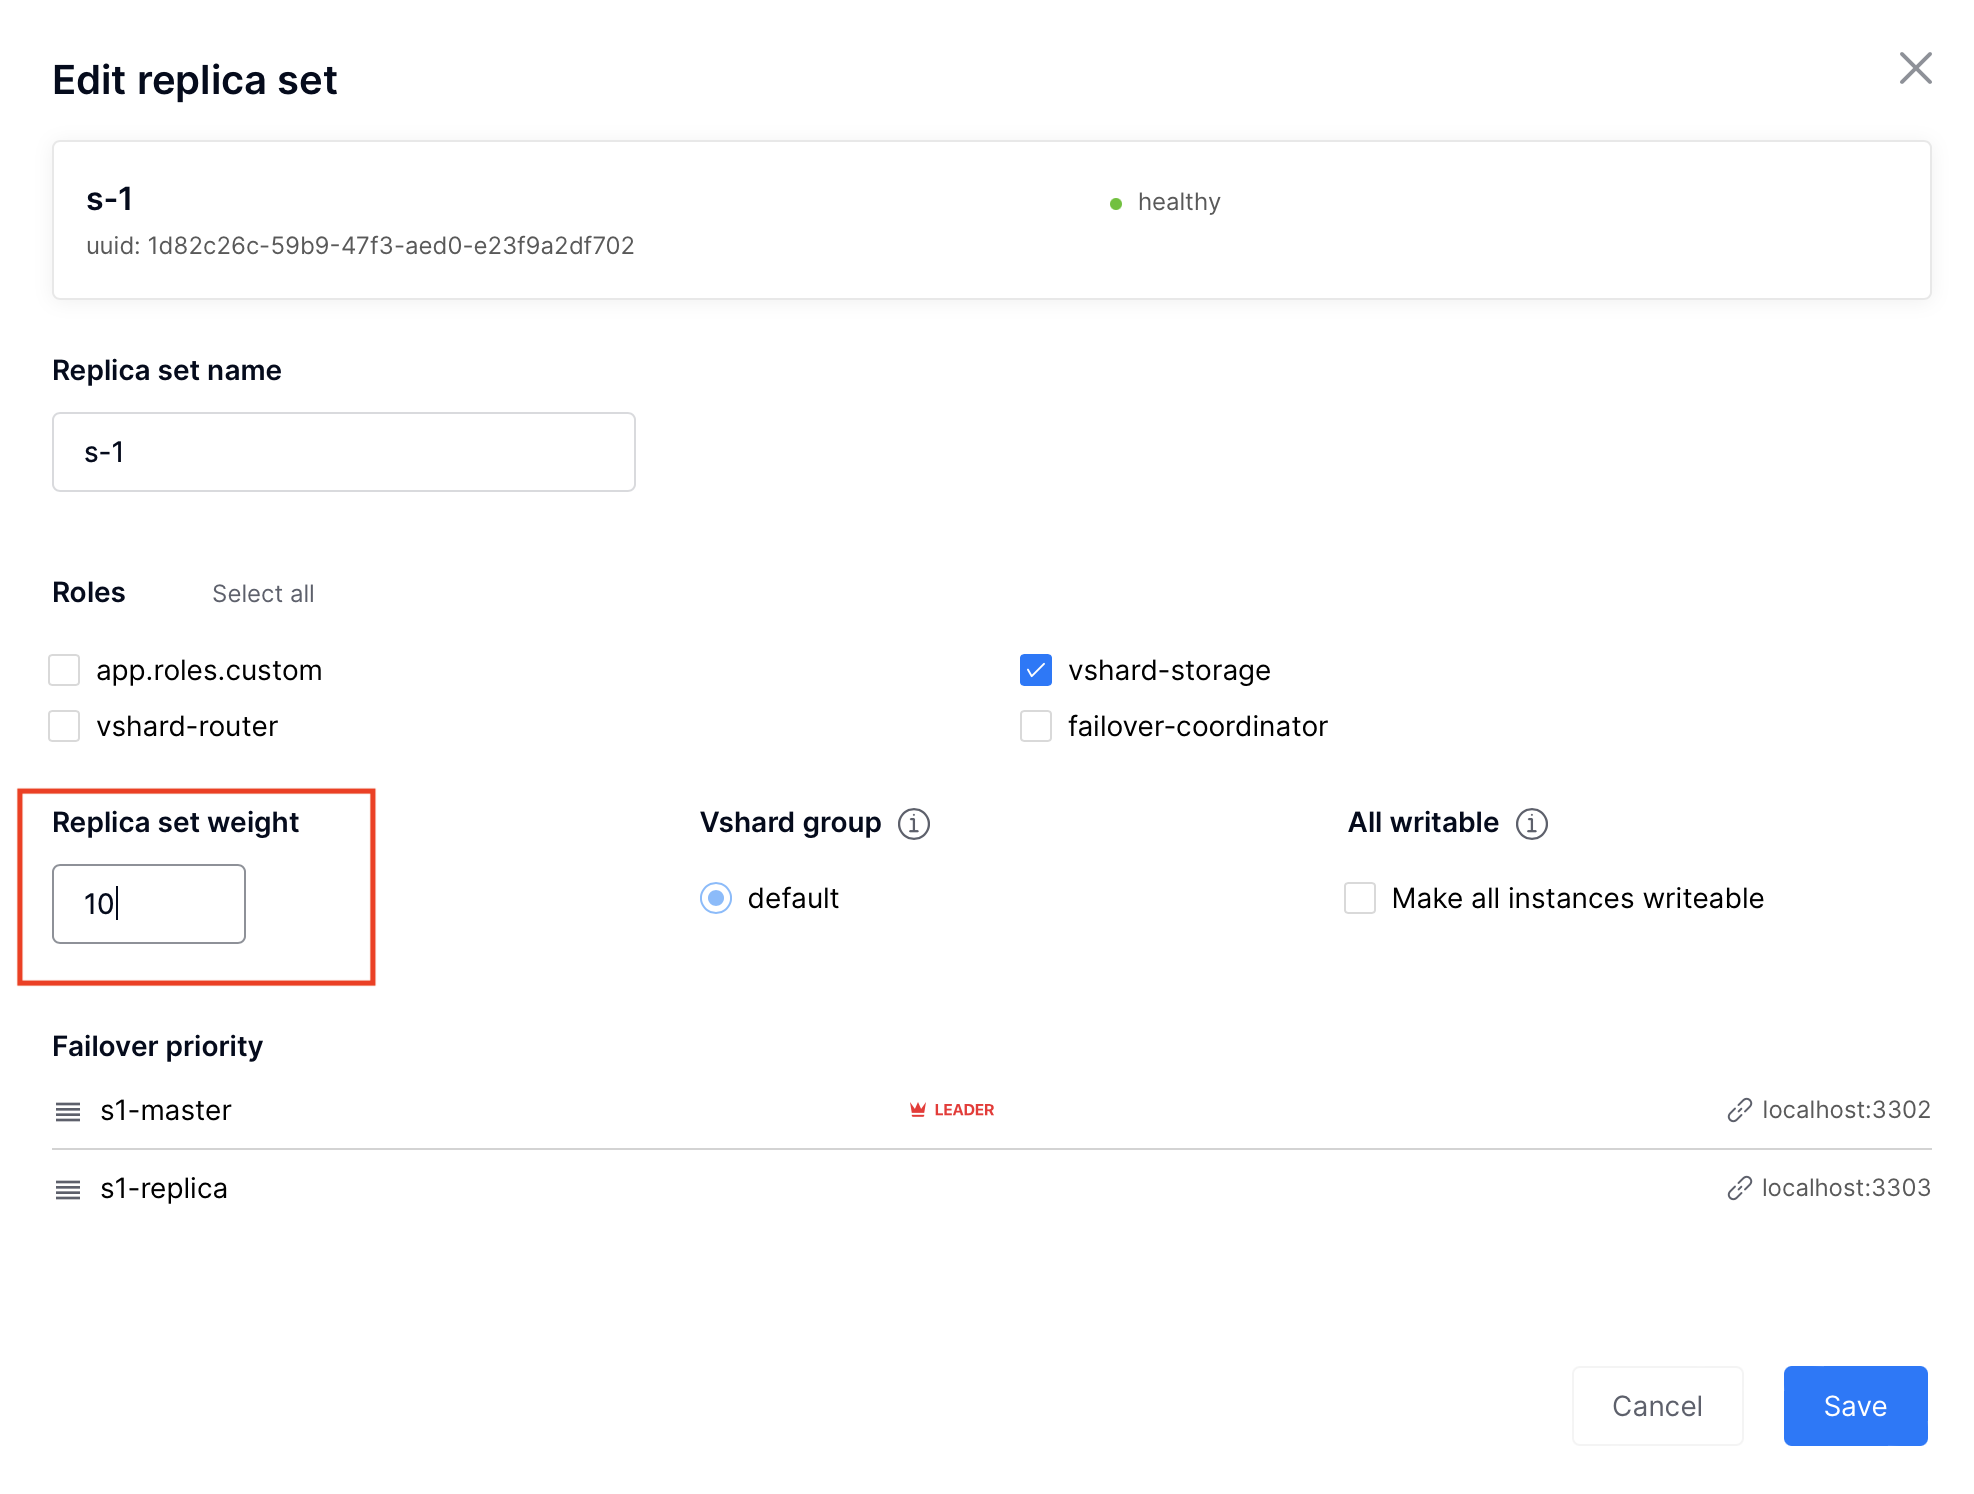 Edit replica set
s-1
healthy
uuid: 1d82c26c-59b9-47f3-aed0-e23f9a2df702
Replica set name
s-1
Roles Select all
app.roles.custom vshard-storage
vshard-router failover-coordinator
Replica set weight Vshard group All writable
10 default Make all instances writeable
Failover priority
s1-master LEADER localhost:3302
s1-replica localhost:3303
Cancel Save